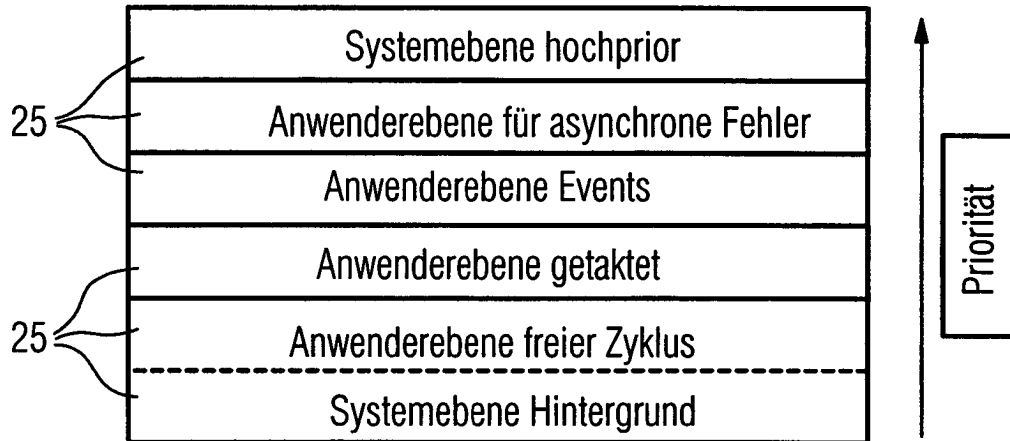 Systemebene hochprior
25
Anwenderebene für asynchrone Fehler
Anwenderebene Events
Anwenderebene getaktet
Priorität
25
Anwenderebene freier Zyklus
Systemebene Hintergrund